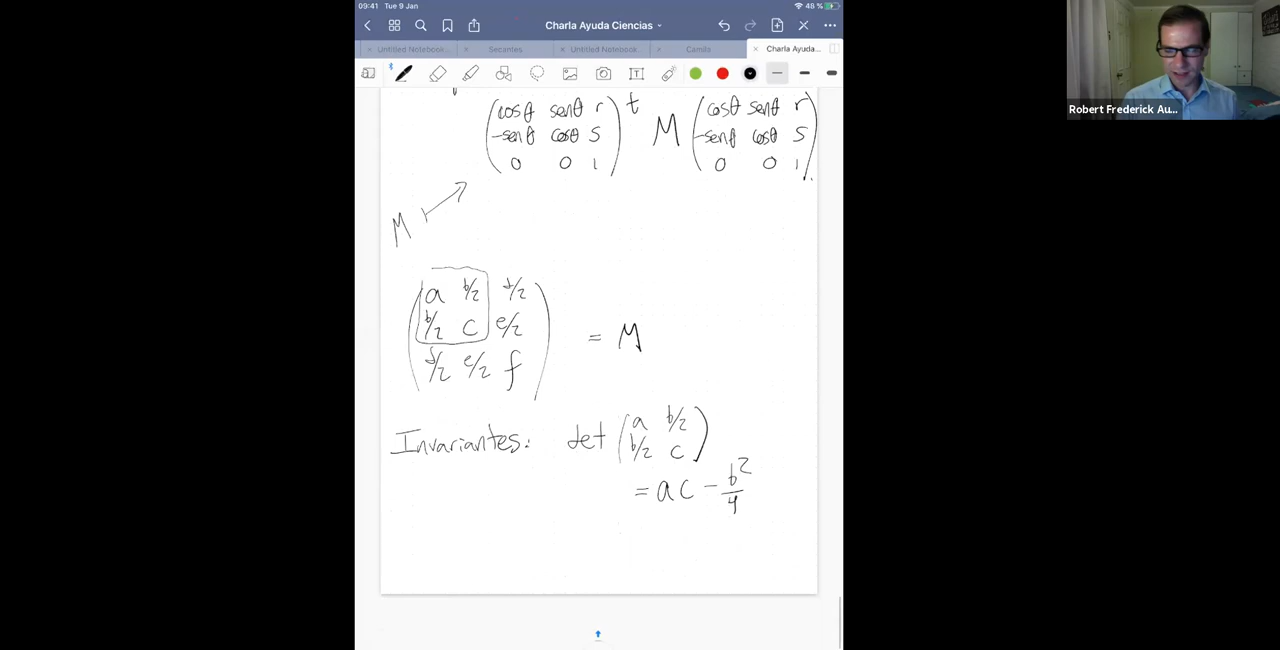 09:41 Tue 9 Jan
48 %
Charla Ayuda Ciencias
Untitled Notebook...
Secantes
Untitled Notebook
Camila
Charla Ayuda...
(cosθ senθ r) t M (cosθ senθ r)
-senθ cosθ s -senθ cosθ s
0 0 1 0 0 1
M ↦
a b/2 d/2
b/2 c e/2 = M
d/2 e/2 f
Invariantes: det (a b/2
b/2 c)
= ac - b²/4
Robert Frederick Au...